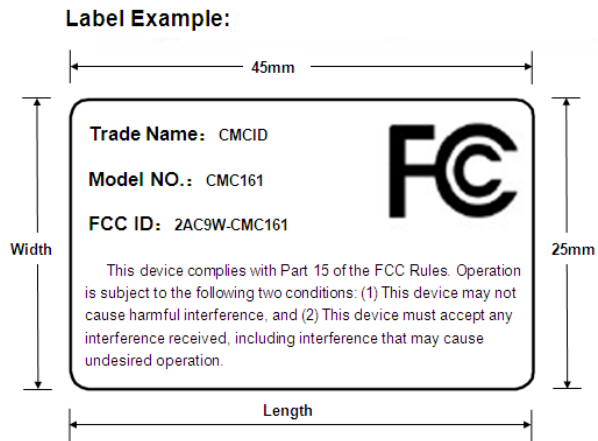 Label Example:
45mm
Trade Name： CMCID
FCC
Model NO.： CMC161
FCC ID： 2AC9W-CMC161
Width
25mm
This device complies with Part 15 of the FCC Rules. Operation
is subject to the following two conditions: (1) This device may not
cause harmful interference, and (2) This device must accept any
interference received, including interference that may cause
undesired operation.
Length